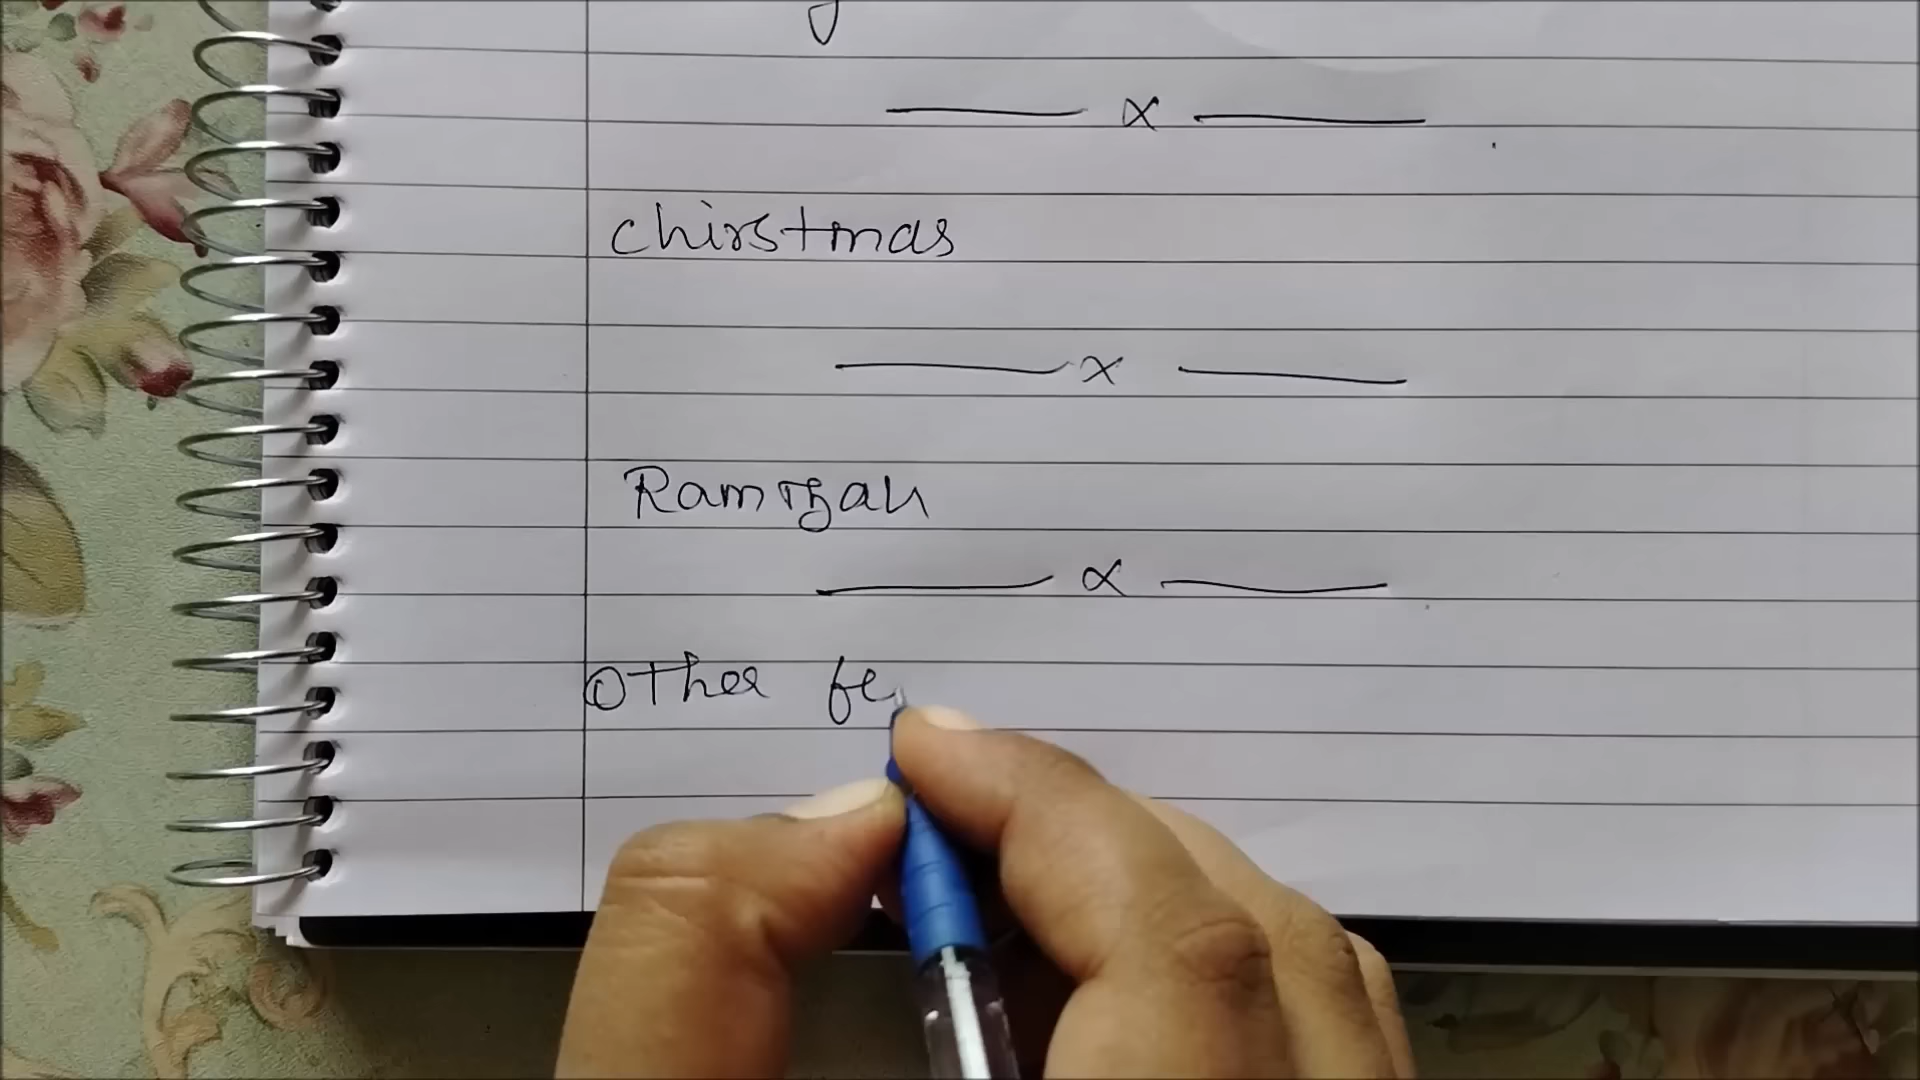 — x —
chirstmas
— x —
Ramzan
— x —
Other fe